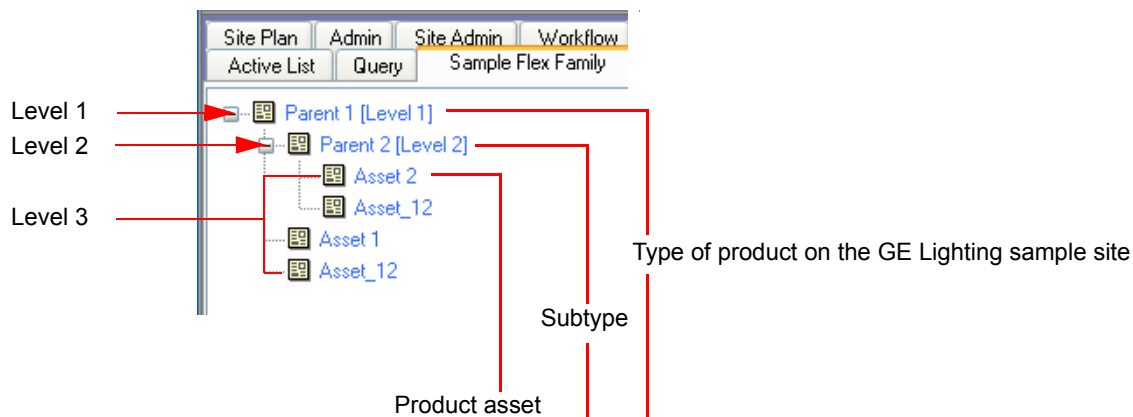 Site Plan Admin Site Admin Workflow
Active List Query Sample Flex Family
Level 1
Parent 1 [Level 1]
Level 2
Parent 2 [Level 2]
Asset 2
Level 3
Asset_12
Asset 1
Type of product on the GE Lighting sample site
Asset_12
Subtype
Product asset